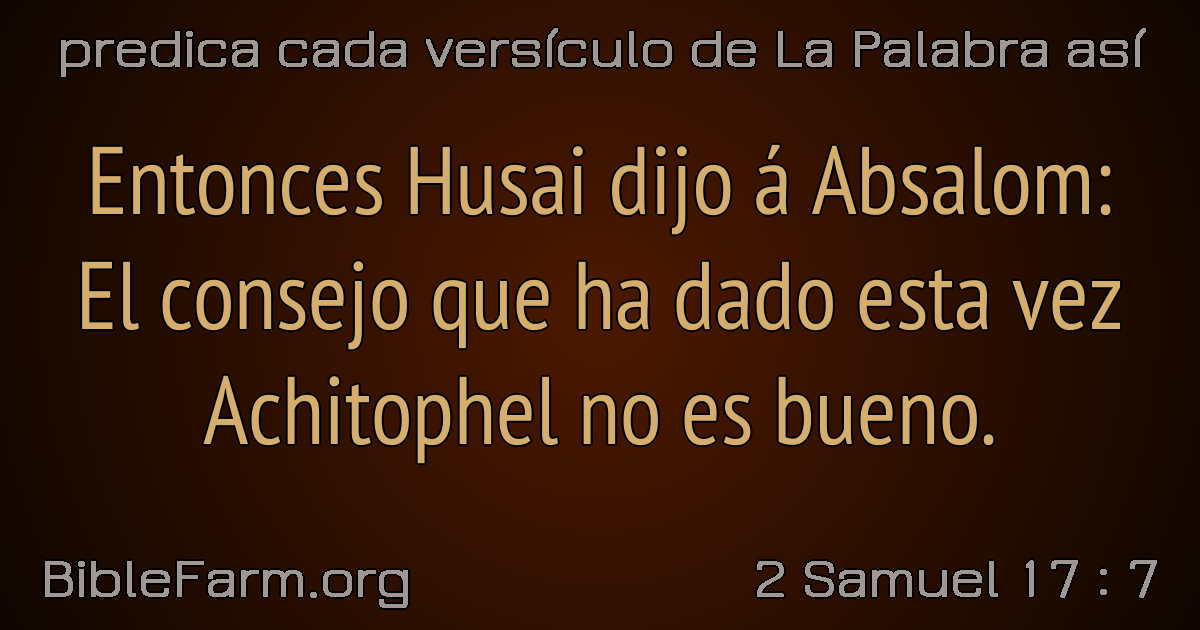 predica cada versículo de La Palabra así
Entonces Husai dijo á Absalom:
El consejo que ha dado esta vez
Achitophel no es bueno.
BibleFarm.org
2 Samuel 17 : 7